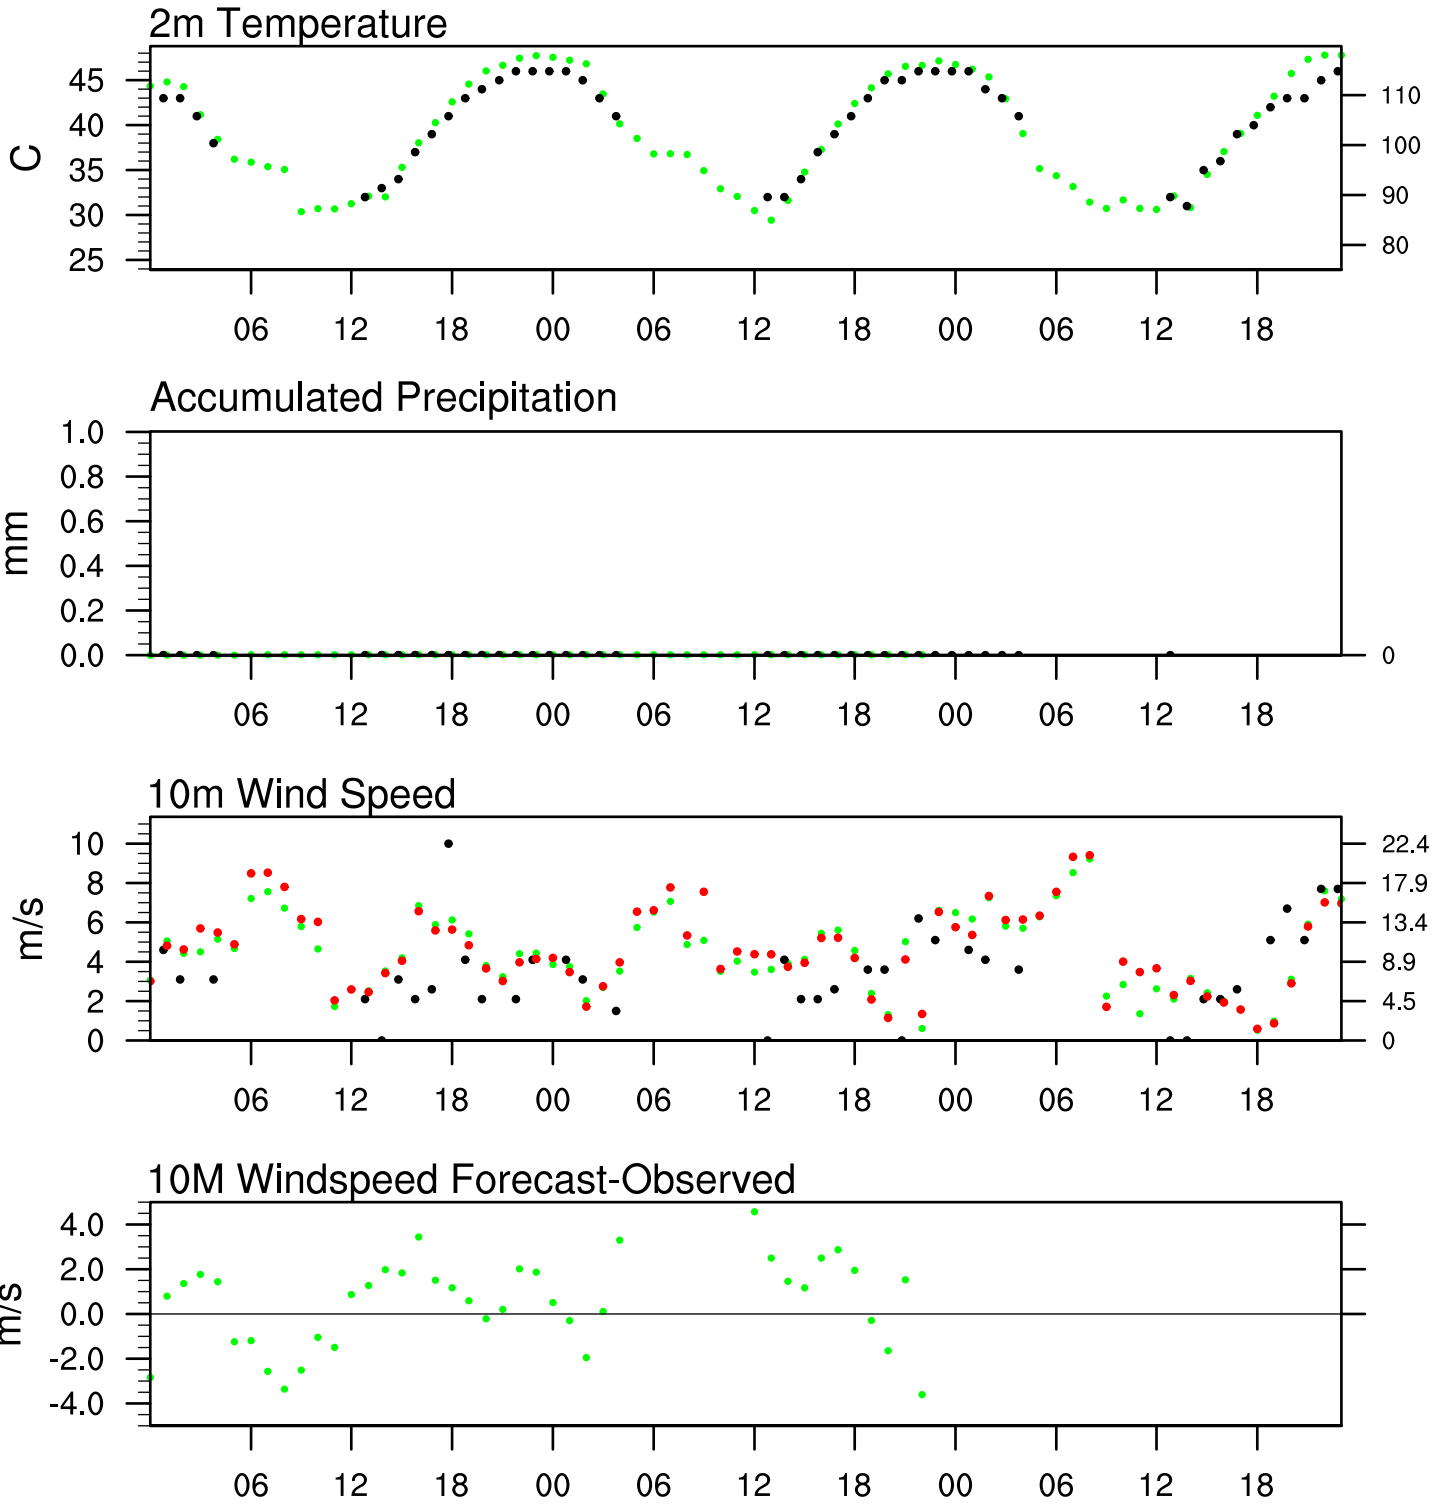 2m Temperature
45
40
35
30
25
C
110
100
90
80
06 12 18 00 06 12 18 00 06 12 18
Accumulated Precipitation
1.0
0.8
0.6
0.4
0.2
0.0
mm
0
06 12 18 00 06 12 18 00 06 12 18
10m Wind Speed
10
8
6
4
2
0
m/s
22.4
17.9
13.4
8.9
4.5
0
06 12 18 00 06 12 18 00 06 12 18
10M Windspeed Forecast-Observed
4.0
2.0
0.0
-2.0
-4.0
m/s
06 12 18 00 06 12 18 00 06 12 18